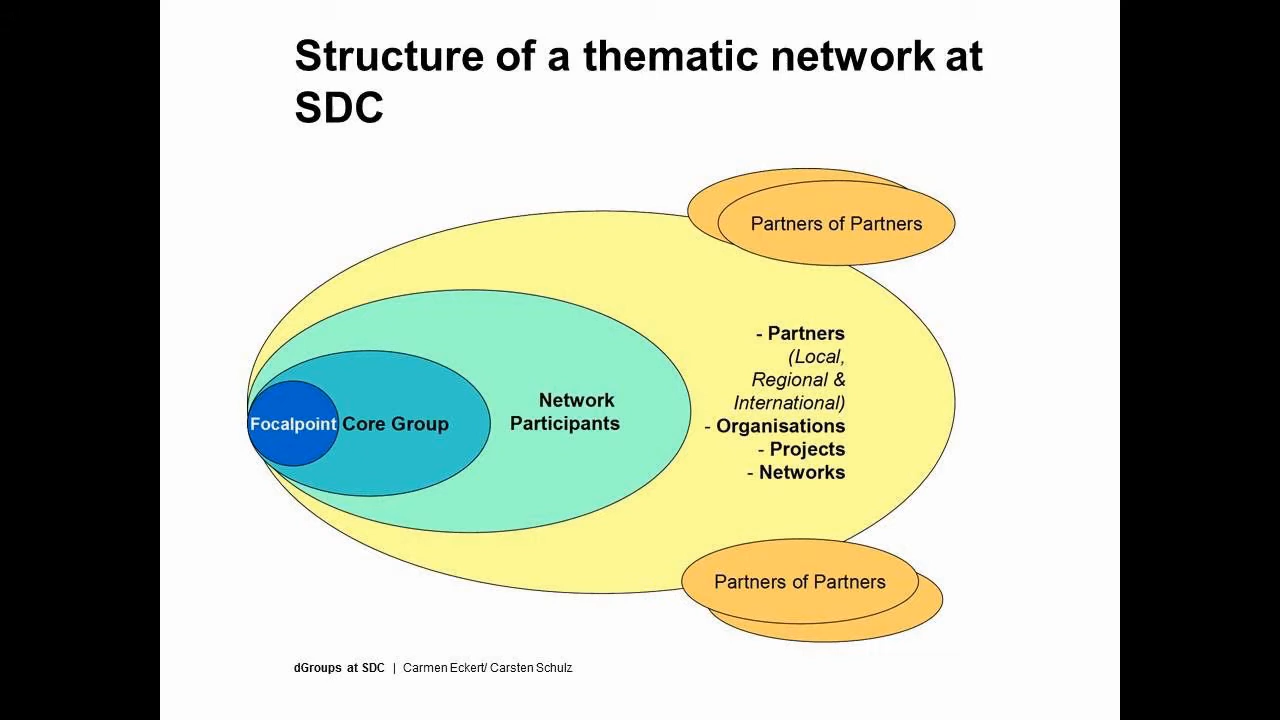 Structure of a thematic network at
SDC
Partners of Partners
- Partners
(Local,
Regional &
International)
- Organisations
- Projects
- Networks
Network
Participants
Focalpoint
Core Group
Partners of Partners
dGroups at SDC | Carmen Eckert/ Carsten Schulz